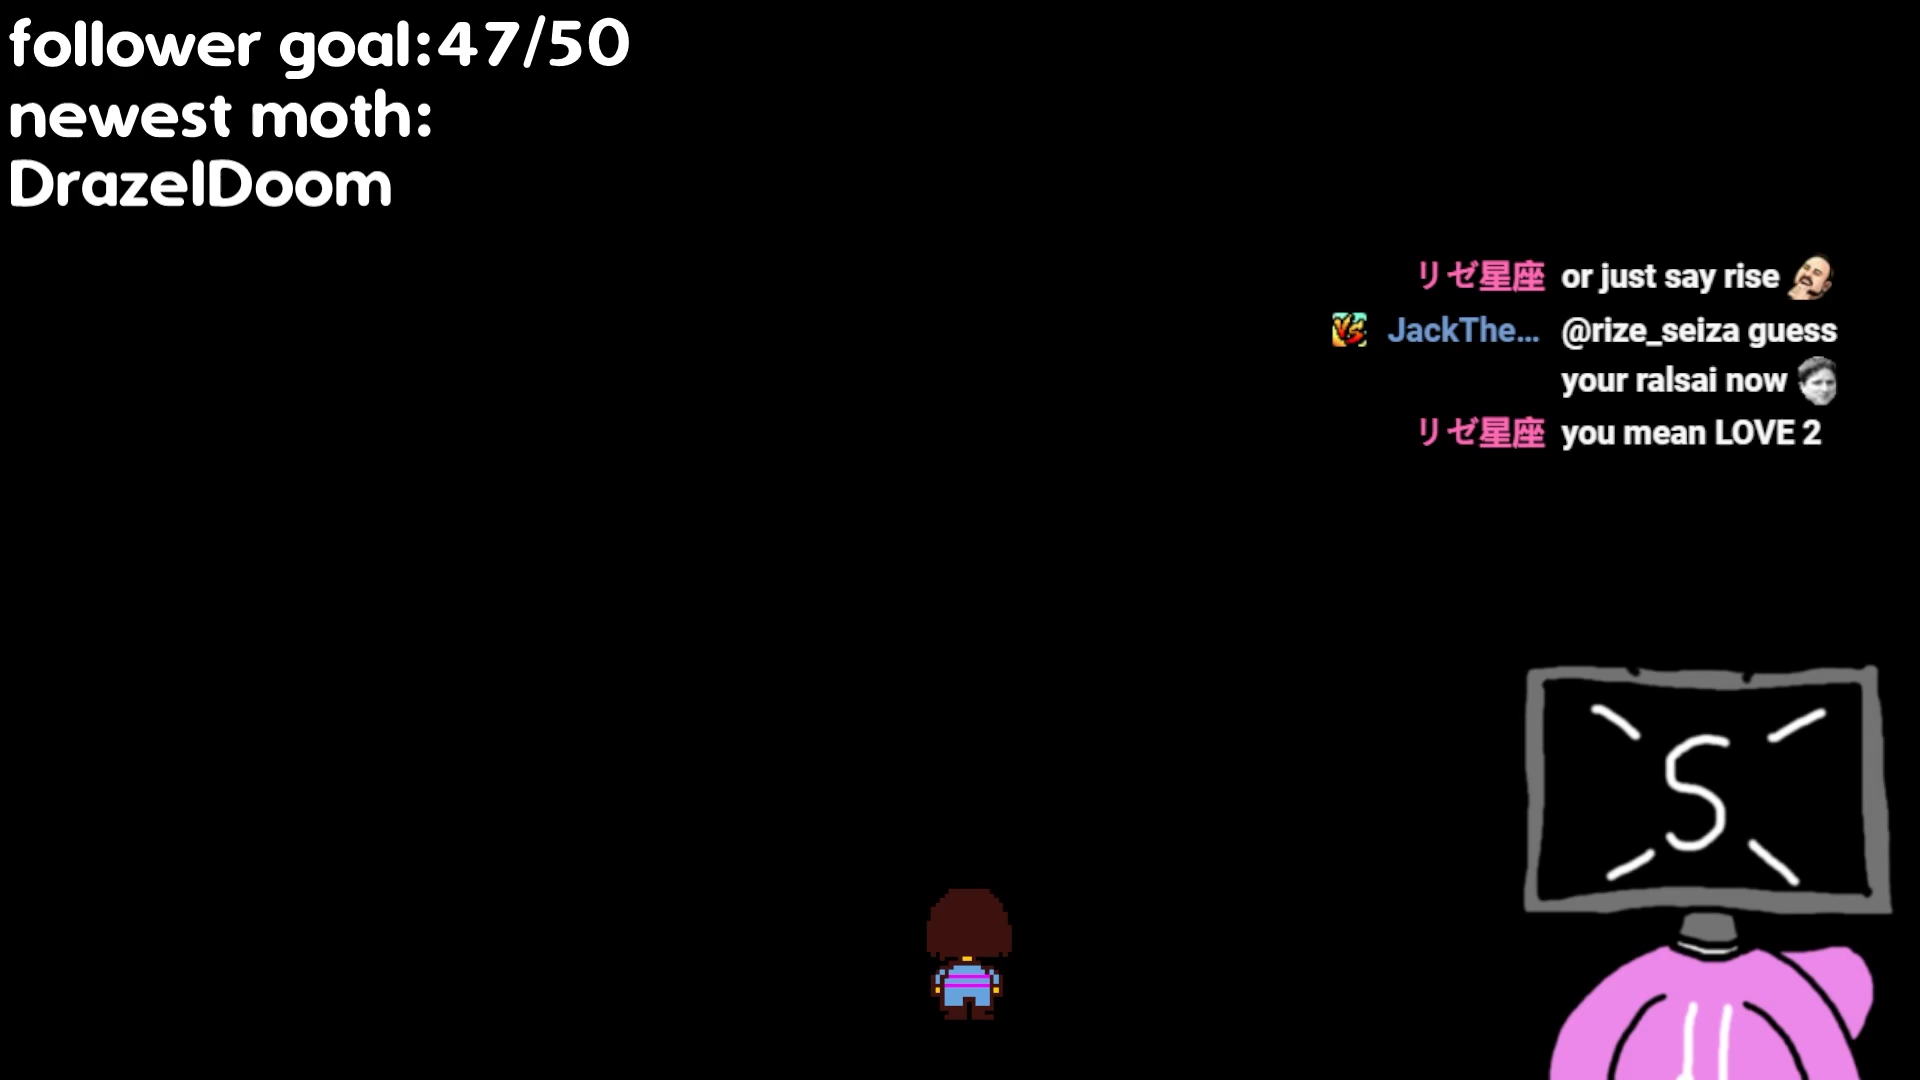 follower goal:47/50
newest moth:
DrazelDoom
リゼ星座 or just say rise
JackThe... @rize_seiza guess
your ralsai now
リゼ星座 you mean LOVE 2
S